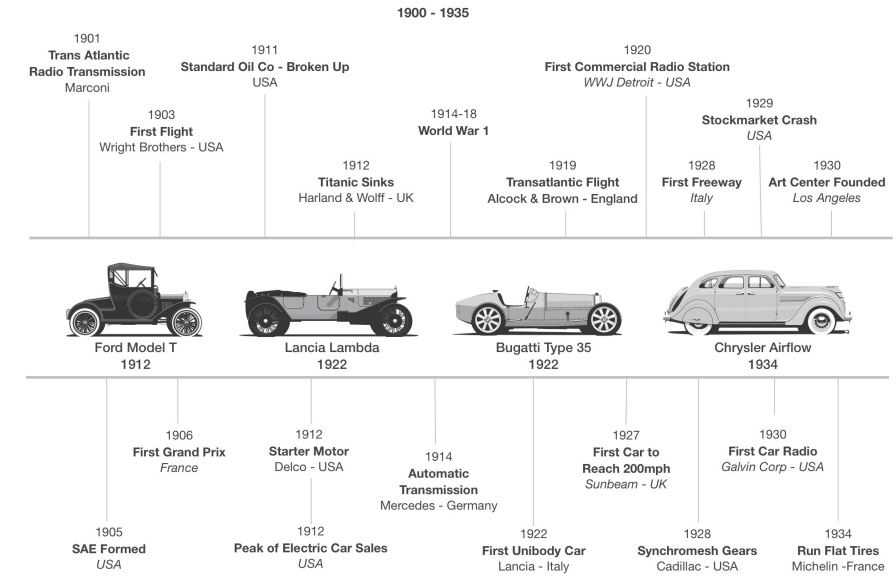 1900 - 1935
1901
Trans Atlantic
Radio Transmission
Marconi
1903
First Flight
Wright Brothers - USA
1911
Standard Oil Co - Broken Up
USA
1912
Titanic Sinks
Harland & Wolff - UK
1914-18
World War 1
1919
Transatlantic Flight
Alcock & Brown - England
1920
First Commercial Radio Station
WWJ Detroit - USA
1928
First Freeway
Italy
1929
Stockmarket Crash
USA
1930
Art Center Founded
Los Angeles
Ford Model T
1912
Lancia Lambda
1922
Bugatti Type 35
1922
Chrysler Airflow
1934
1905
SAE Formed
USA
1906
First Grand Prix
France
1912
Starter Motor
Delco - USA
1912
Peak of Electric Car Sales
USA
1914
Automatic
Transmission
Mercedes - Germany
1922
First Unibody Car
Lancia - Italy
1927
First Car to
Reach 200mph
Sunbeam - UK
1928
Synchromesh Gears
Cadillac - USA
1930
First Car Radio
Galvin Corp - USA
1934
Run Flat Tires
Michelin -France